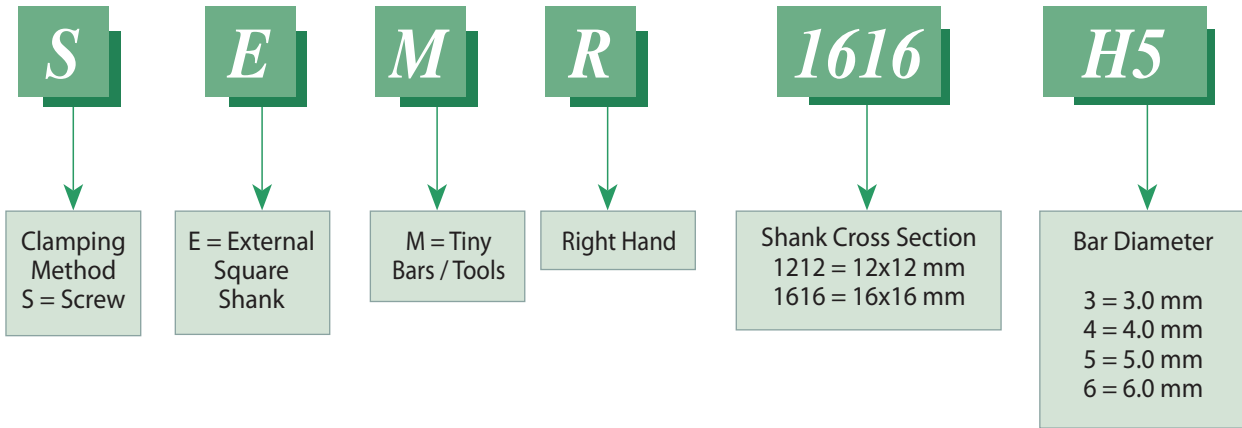 S E M R 1616 H5
Clamping
Method
S = Screw
E = External
Square
Shank
M = Tiny
Bars / Tools
Right Hand
Shank Cross Section
1212 = 12x12 mm
1616 = 16x16 mm
Bar Diameter
3 = 3.0 mm
4 = 4.0 mm
5 = 5.0 mm
6 = 6.0 mm